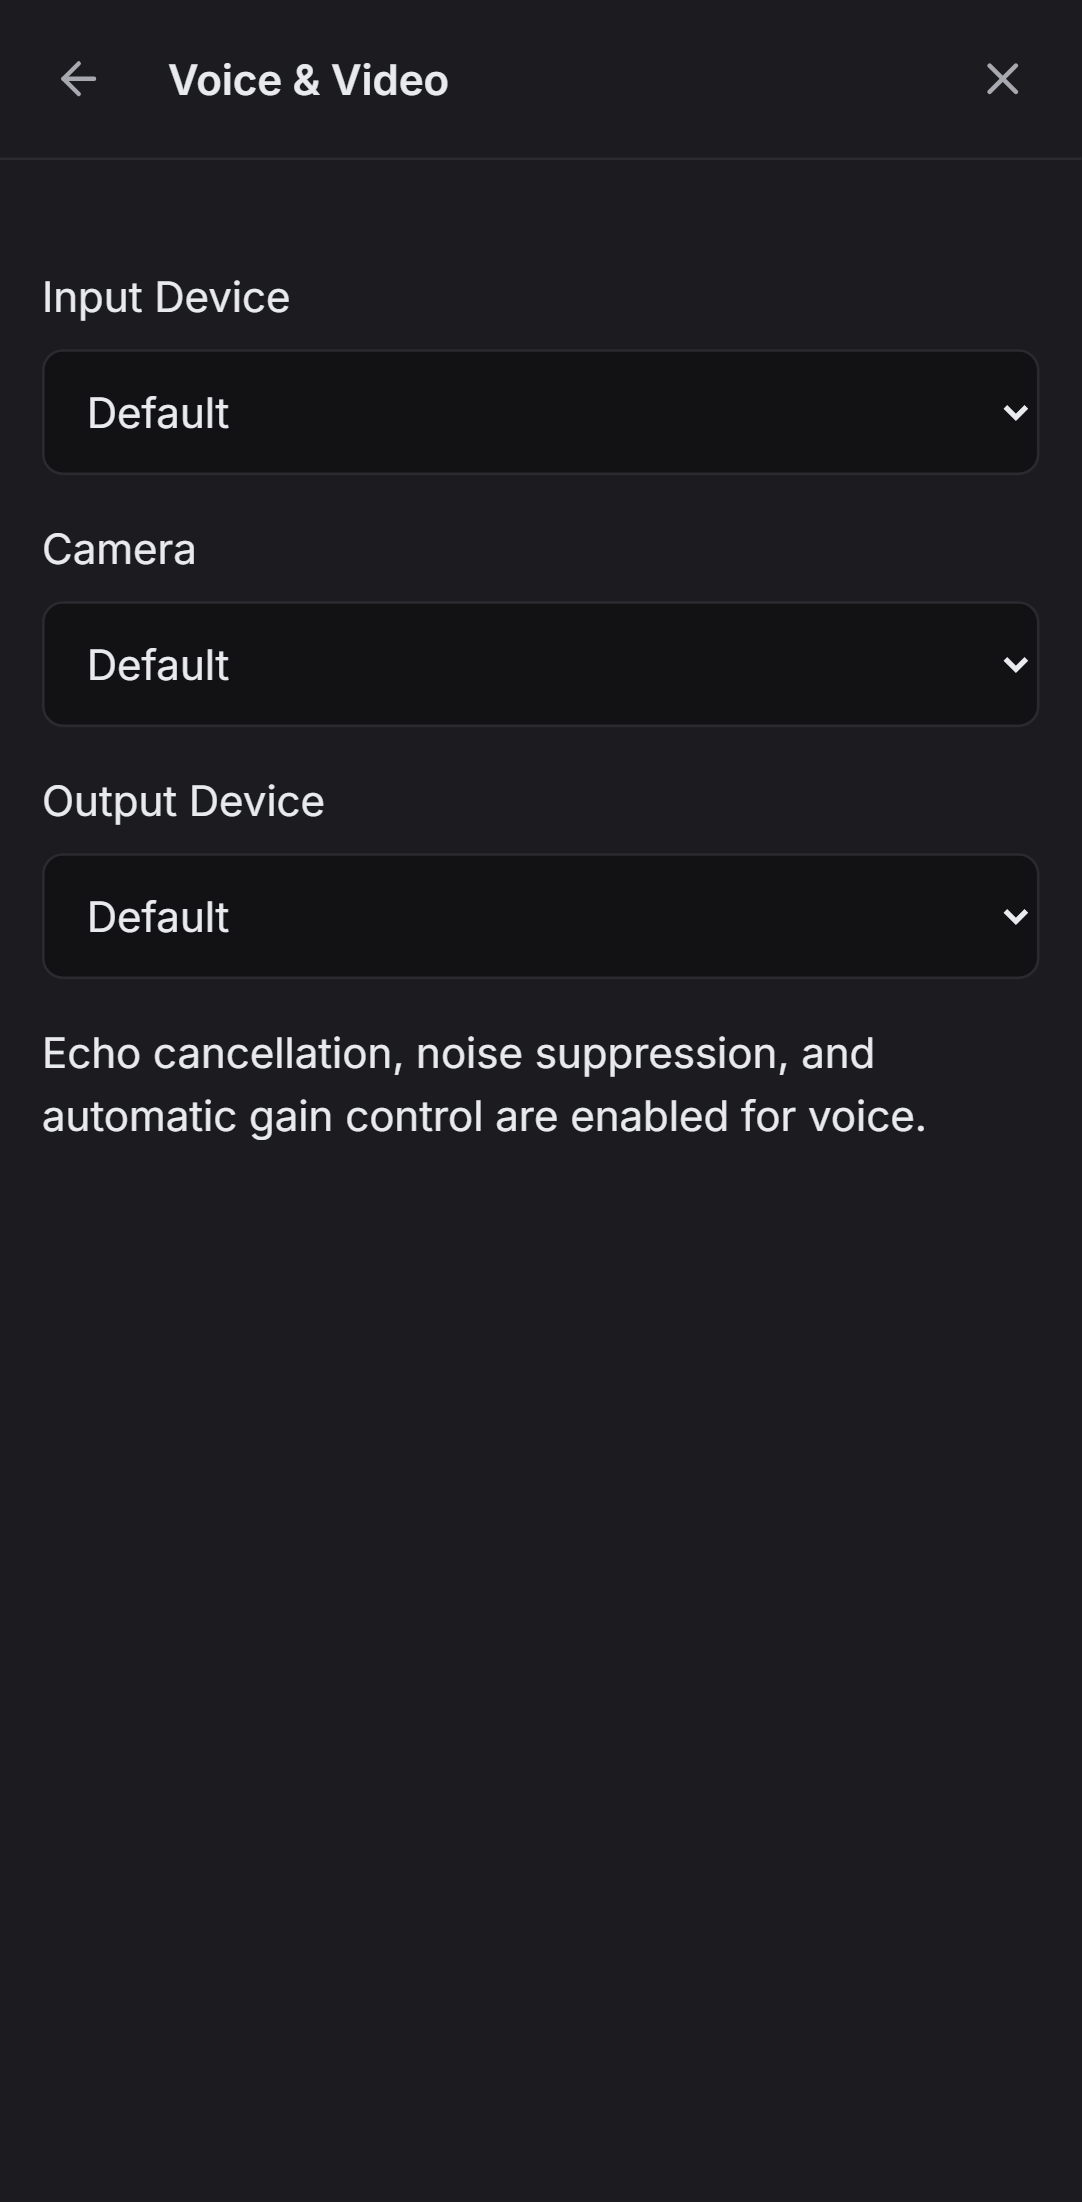 Voice & Video
Input Device
Default
Camera
Default
Output Device
Default
Echo cancellation, noise suppression, and
automatic gain control are enabled for voice.